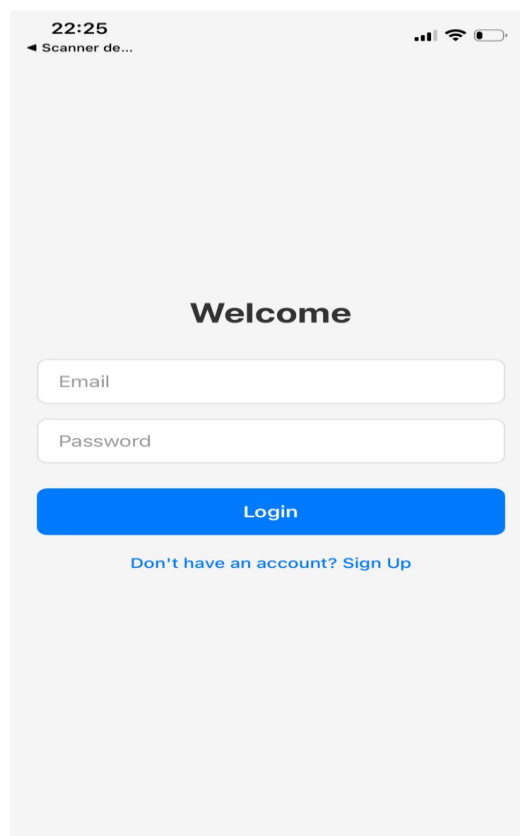 22:25
◀ Scanner de...
Welcome
Email
Password
Login
Don't have an account? Sign Up